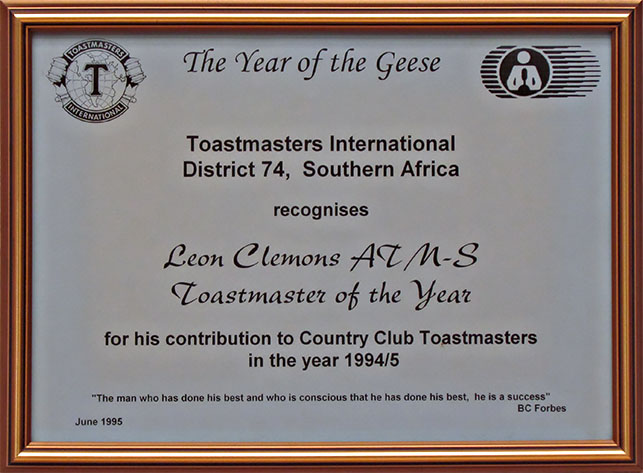 The Year of the Geese
TOASTMASTERS
T
INTERNATIONAL
Toastmasters International
District 74, Southern Africa
recognises
Leon Clemons ATM-S
Toastmaster of the Year
for his contribution to Country Club Toastmasters
in the year 1994/5
"The man who has done his best and who is conscious that he has done his best, he is a success"
BC Forbes
June 1995